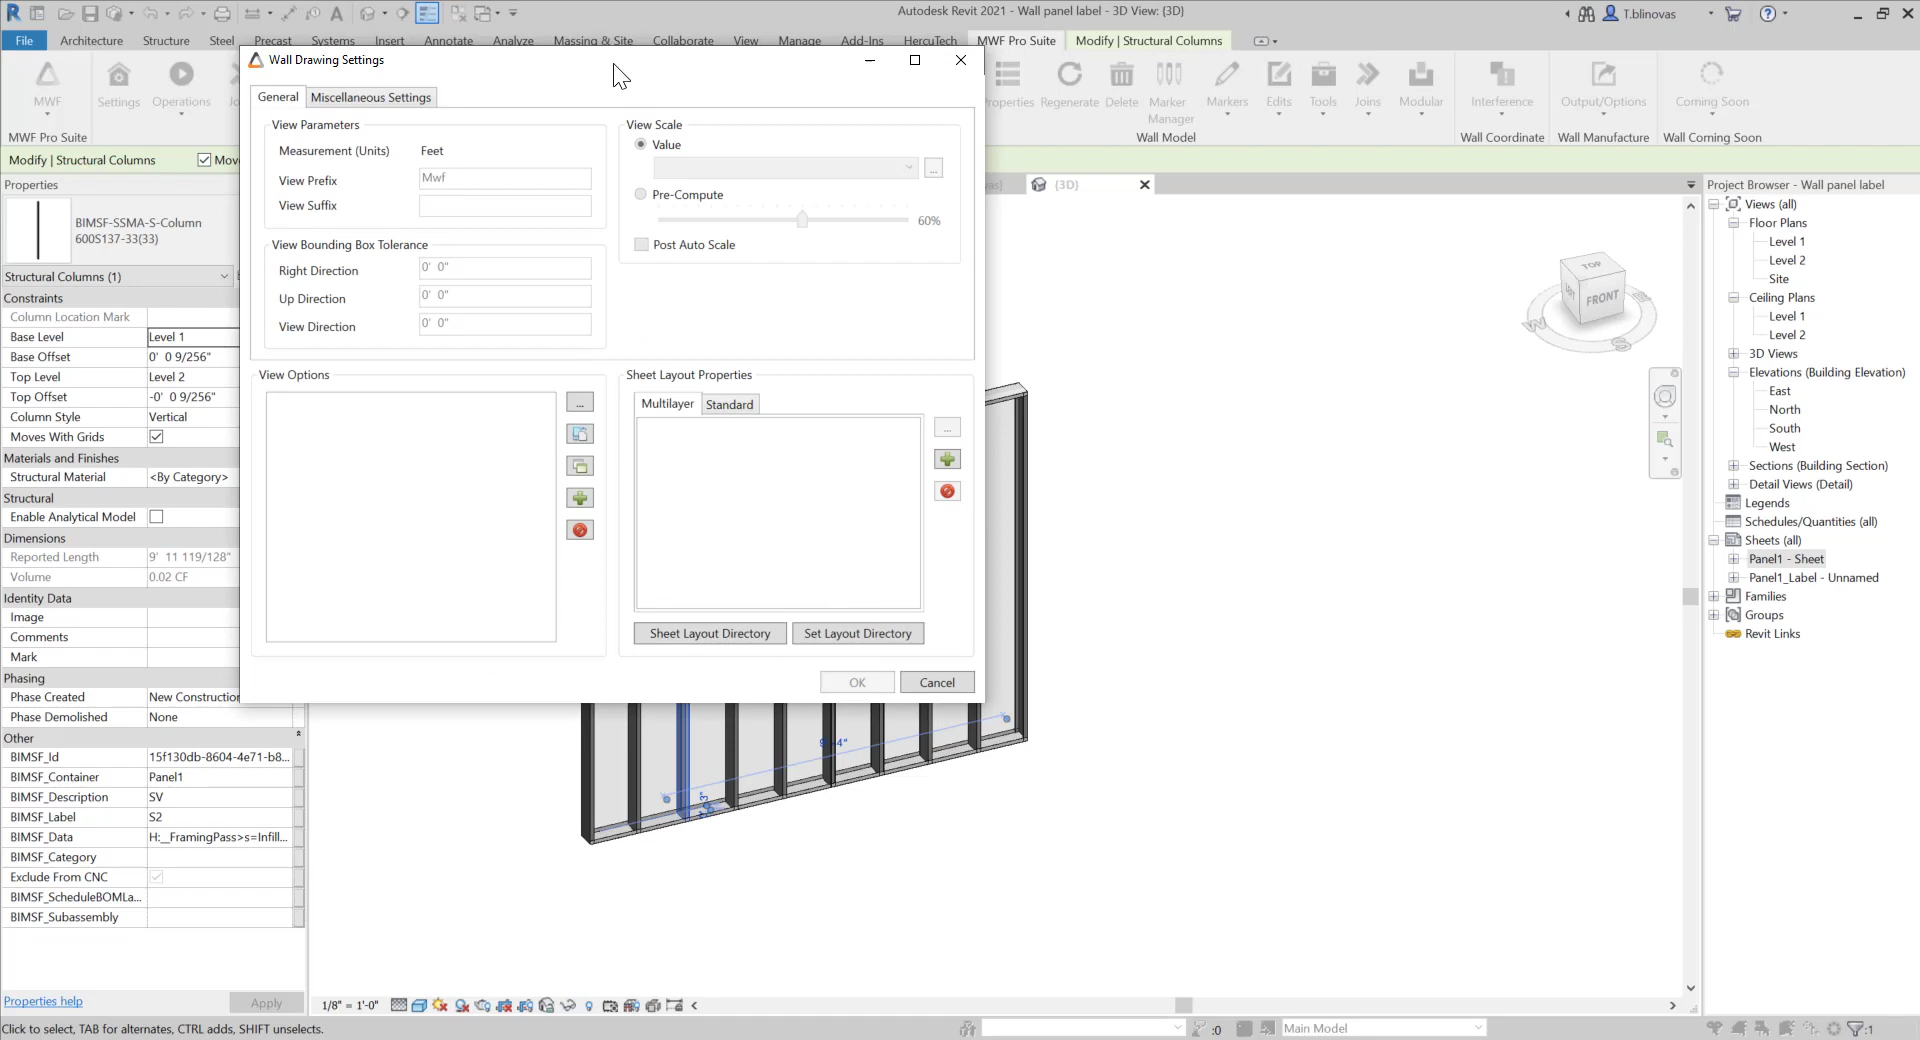 Autodesk Revit 2021 - Wall panel label - 3D View: {3D}
T.blinovas
File
Architecture
Structure
Steel
Precast
Systems
Insert
Annotate
Analyze
Massing & Site
Collaborate
View
Manage
Add-Ins
HercuTech
MWF Pro Suite
Modify | Structural Columns
MWF
Settings
Operations
Properties
Regenerate
Delete
Marker
Manager
Markers
Edits
Tools
Joins
Modular
Interference
Output/Options
Coming Soon
MWF Pro Suite
Wall Model
Wall Coordinate
Wall Manufacture
Wall Coming Soon
Modify | Structural Columns
Wall Drawing Settings
General
Miscellaneous Settings
View Parameters
Measurement (Units)
Feet
View Prefix
Mwf
View Suffix
View Bounding Box Tolerance
Right Direction
0' 0"
Up Direction
0' 0"
View Direction
0' 0"
View Scale
Value
...
Pre-Compute
60%
Post Auto Scale
View Options
...
Sheet Layout Properties
Multilayer
Standard
...
Sheet Layout Directory
Set Layout Directory
OK
Cancel
Properties
BIMSF-SSMA-S-Column
600S137-33(33)
Structural Columns (1)
Constraints
Column Location Mark
Base Level
Level 1
Base Offset
0' 0 9/256"
Top Level
Level 2
Top Offset
-0' 0 9/256"
Column Style
Vertical
Moves With Grids
Materials and Finishes
Structural Material
<By Category>
Structural
Enable Analytical Model
Dimensions
Reported Length
9' 11 119/128"
Volume
0.02 CF
Identity Data
Image
Comments
Mark
Phasing
Phase Created
New Construction
Phase Demolished
None
Other
BIMSF_Id
15f130db-8604-4e71-b8...
BIMSF_Container
Panel1
BIMSF_Description
SV
BIMSF_Label
S2
BIMSF_Data
H:__FramingPass>s=Infill...
BIMSF_Category
Exclude From CNC
BIMSF_ScheduleBOMLa...
BIMSF_Subassembly
Properties help
Apply
{3D}
TOP
FRONT
W
S
1/8" = 1'-0"
Project Browser - Wall panel label
Views (all)
Floor Plans
Level 1
Level 2
Site
Ceiling Plans
Level 1
Level 2
3D Views
Elevations (Building Elevation)
East
North
South
West
Sections (Building Section)
Detail Views (Detail)
Legends
Schedules/Quantities (all)
Sheets (all)
Panel1 - Sheet
Panel1_Label - Unnamed
Families
Groups
Revit Links
Click to select, TAB for alternates, CTRL adds, SHIFT unselects.
:0
Main Model
:1